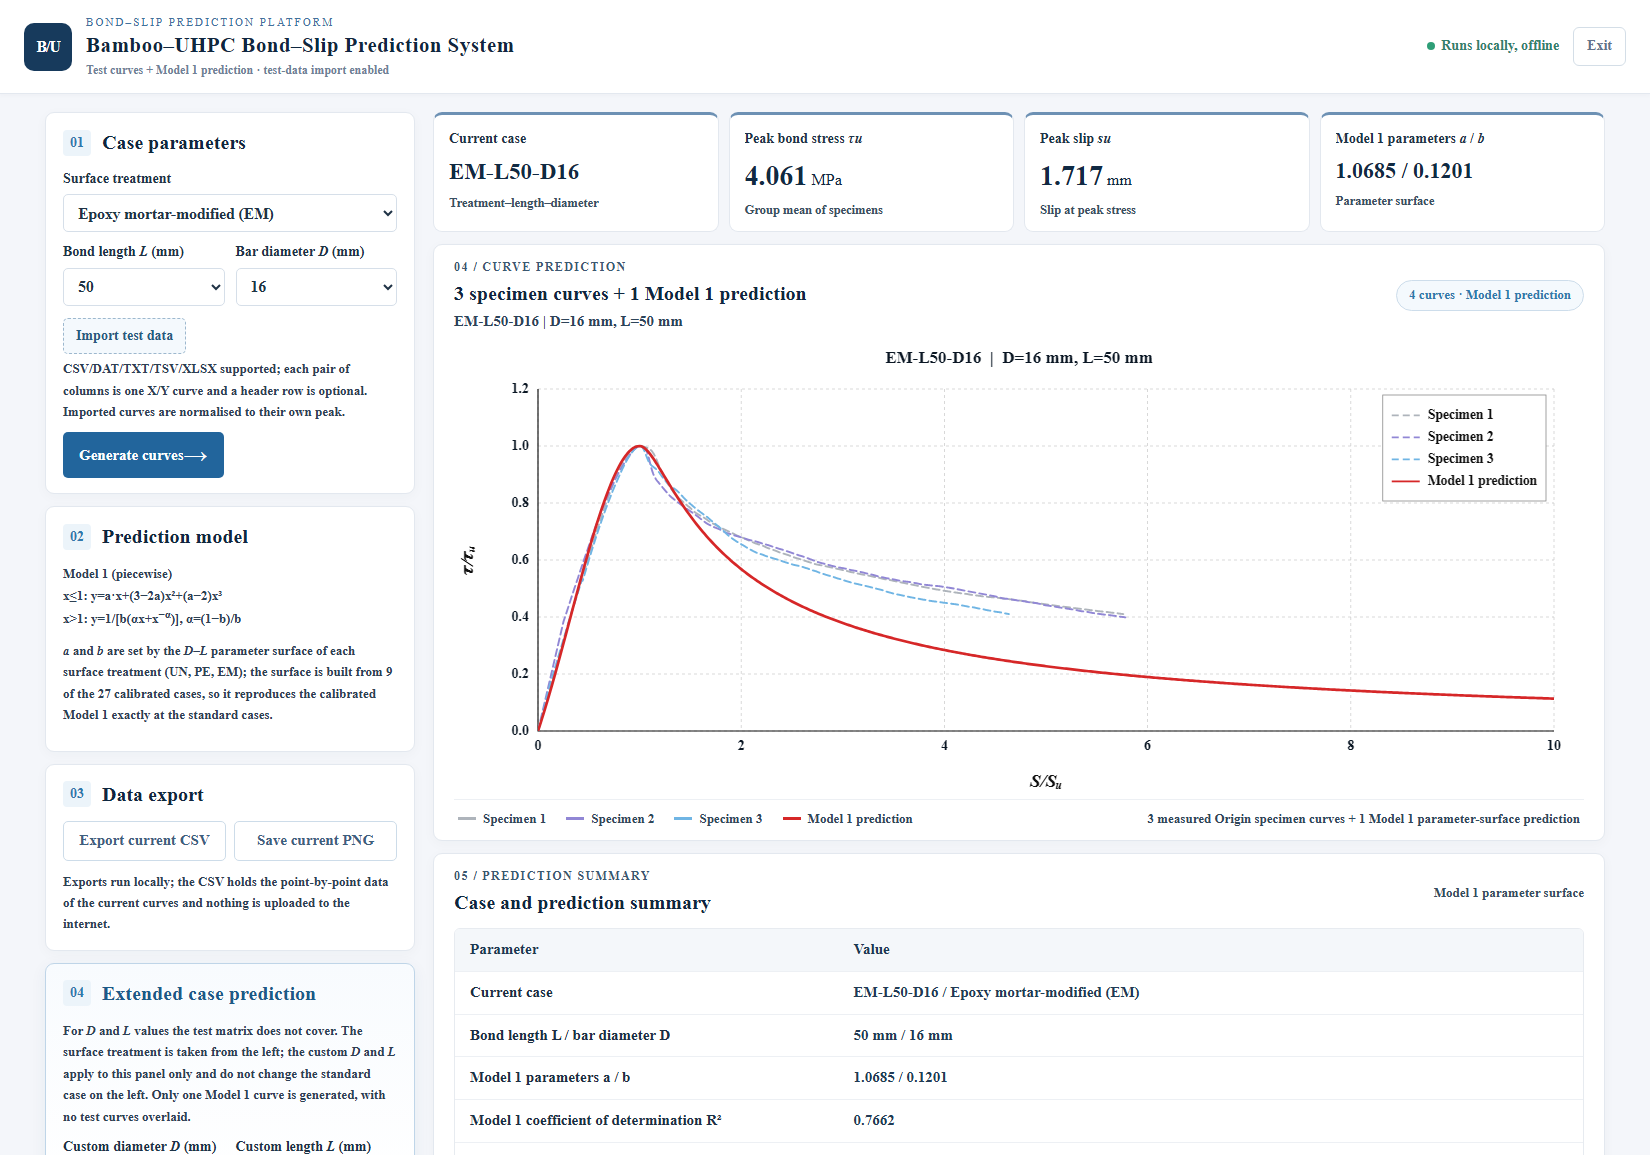 B/U
BOND–SLIP PREDICTION PLATFORM
Bamboo–UHPC Bond–Slip Prediction System
Test curves + Model 1 prediction · test-data import enabled
Runs locally, offline
Exit
01 Case parameters
Surface treatment
Epoxy mortar-modified (EM)
Bond length L (mm)
Bar diameter D (mm)
50
16
Import test data
CSV/DAT/TXT/TSV/XLSX supported; each pair of
columns is one X/Y curve and a header row is optional.
Imported curves are normalised to their own peak.
Generate curves⟶
02 Prediction model
Model 1 (piecewise)
x≤1: y=a·x+(3−2a)x²+(a−2)x³
x>1: y=1/[b(αx+x⁻ᵅ)], α=(1−b)/b
a and b are set by the D–L parameter surface of each
surface treatment (UN, PE, EM); the surface is built from 9
of the 27 calibrated cases, so it reproduces the calibrated
Model 1 exactly at the standard cases.
03 Data export
Export current CSV
Save current PNG
Exports run locally; the CSV holds the point-by-point data
of the current curves and nothing is uploaded to the
internet.
04 Extended case prediction
For D and L values the test matrix does not cover. The
surface treatment is taken from the left; the custom D and L
apply to this panel only and do not change the standard
case on the left. Only one Model 1 curve is generated, with
no test curves overlaid.
Custom diameter D (mm)
Custom length L (mm)
Current case
EM-L50-D16
Treatment–length–diameter
Peak bond stress τu
4.061 MPa
Group mean of specimens
Peak slip su
1.717 mm
Slip at peak stress
Model 1 parameters a / b
1.0685 / 0.1201
Parameter surface
04 / CURVE PREDICTION
3 specimen curves + 1 Model 1 prediction
EM-L50-D16 | D=16 mm, L=50 mm
4 curves · Model 1 prediction
EM-L50-D16 | D=16 mm, L=50 mm
1.2
1.0
0.8
0.6
0.4
0.2
0.0
τ/τu
0
2
4
6
8
10
S/Su
Specimen 1
Specimen 2
Specimen 3
Model 1 prediction
Specimen 1
Specimen 2
Specimen 3
Model 1 prediction
3 measured Origin specimen curves + 1 Model 1 parameter-surface prediction
05 / PREDICTION SUMMARY
Case and prediction summary
Model 1 parameter surface
Parameter
Value
Current case
EM-L50-D16 / Epoxy mortar-modified (EM)
Bond length L / bar diameter D
50 mm / 16 mm
Model 1 parameters a / b
1.0685 / 0.1201
Model 1 coefficient of determination R²
0.7662